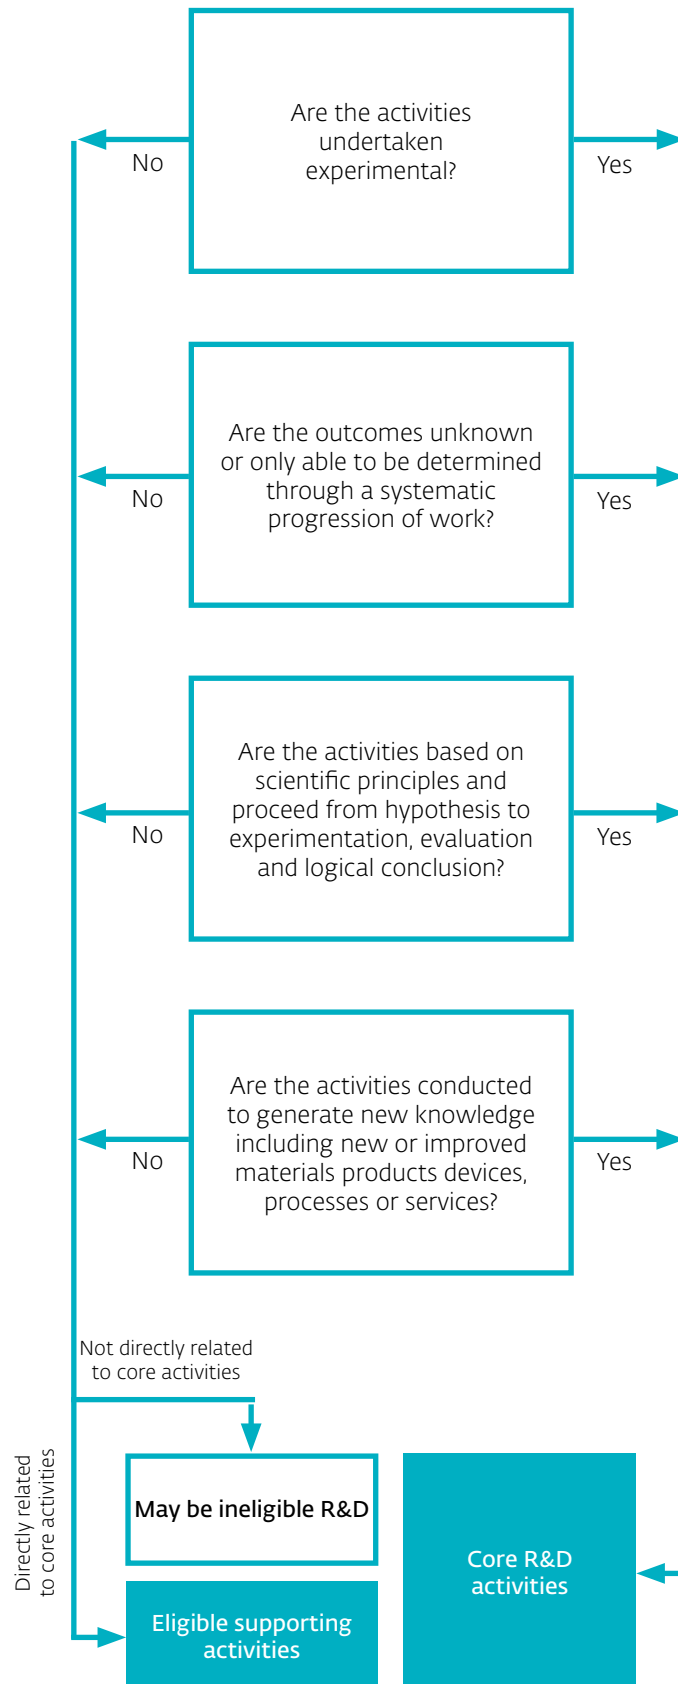 Are the activities
undertaken
experimental?
No
Yes
Are the outcomes unknown
or only able to be determined
through a systematic
progression of work?
No
Yes
Are the activities based on
scientific principles and
proceed from hypothesis to
experimentation, evaluation
and logical conclusion?
No
Yes
Are the activities conducted
to generate new knowledge
including new or improved
materials products devices,
processes or services?
No
Yes
Not directly related
to core activities
Directly related
to core activities
May be ineligible R&D
Core R&D
activities
Eligible supporting
activities